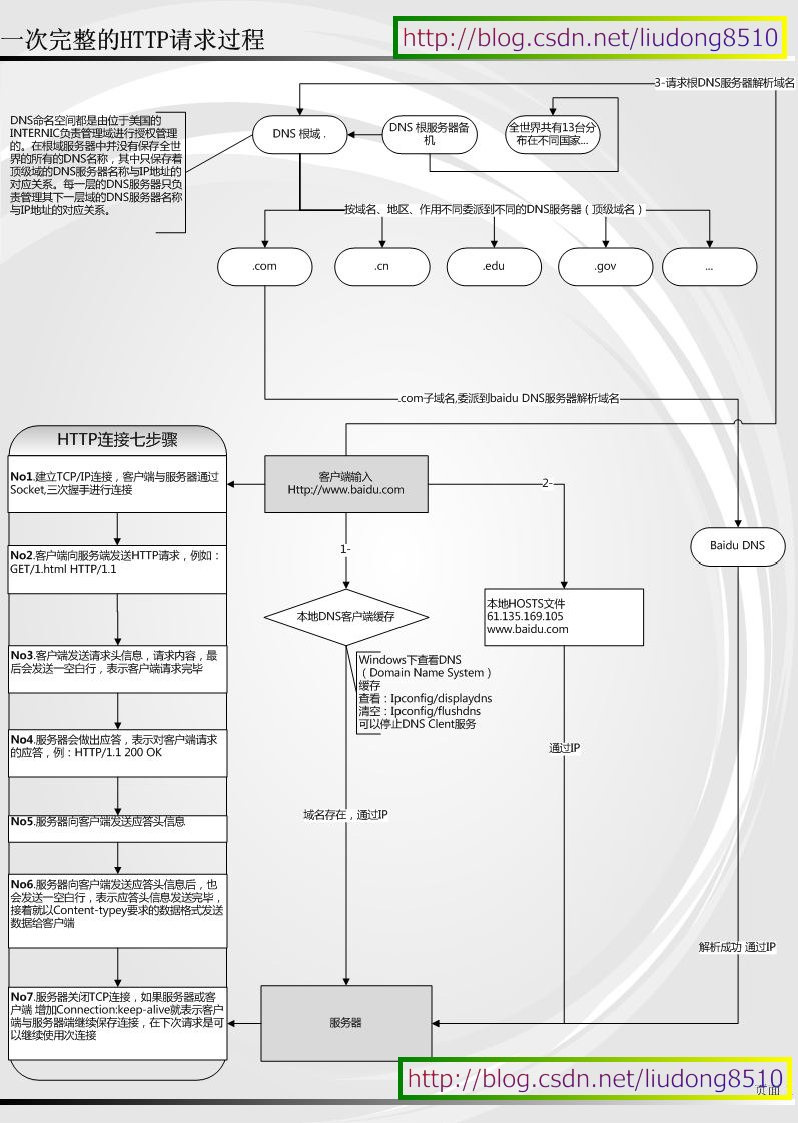 一次完整的HTTP请求过程
http://blog.csdn.net/liudong8510
3-请求根DNS服务器解析域名
DNS命名空间都是由位于美国的
INTERNIC负责管理域进行授权管理
的。在根域服务器中并没有保存全世
界的所有的DNS名称，其中只保存着
顶级域的DNS服务器名称与IP地址的
对应关系。每一层的DNS服务器只负
责管理其下一层域的DNS服务器名称
与IP地址的对应关系。
DNS 根域 .
DNS 根服务器备
机
全世界共有13台分
布在不同国家...
按域名、地区、作用不同委派到不同的DNS服务器（顶级域名）
.com
.cn
.edu
.gov
...
.com子域名,委派到baidu DNS服务器解析域名
HTTP连接七步骤
No1.建立TCP/IP连接，客户端与服务器通过
Socket,三次握手进行连接
No2.客户端向服务端发送HTTP请求，例如：
GET/1.html HTTP/1.1
No3.客户端发送请求头信息，请求内容，最
后会发送一空白行，表示客户端请求完毕
No4.服务器会做出应答，表示对客户端请求
的应答，例：HTTP/1.1 200 OK
No5.服务器向客户端发送应答头信息
No6.服务器向客户端发送应答头信息后，也
会发送一空白行，表示应答头信息发送完毕，
接着就以Content-typey要求的数据格式发送
数据给客户端
No7.服务器关闭TCP连接，如果服务器或客
户端 增加Connection:keep-alive就表示客户
端与服务器端继续保存连接，在下次请求是可
以继续使用次连接
客户端输入
Http://www.baidu.com
1-
2-
本地DNS客户端缓存
Windows下查看DNS
（Domain Name System）
缓存
查看：Ipconfig/displaydns
清空：Ipconfig/flushdns
可以停止DNS Clent服务
本地HOSTS文件
61.135.169.105
www.baidu.com
Baidu DNS
通过IP
域名存在，通过IP
解析成功 通过IP
服务器
http://blog.csdn.net/liudong8510
页面